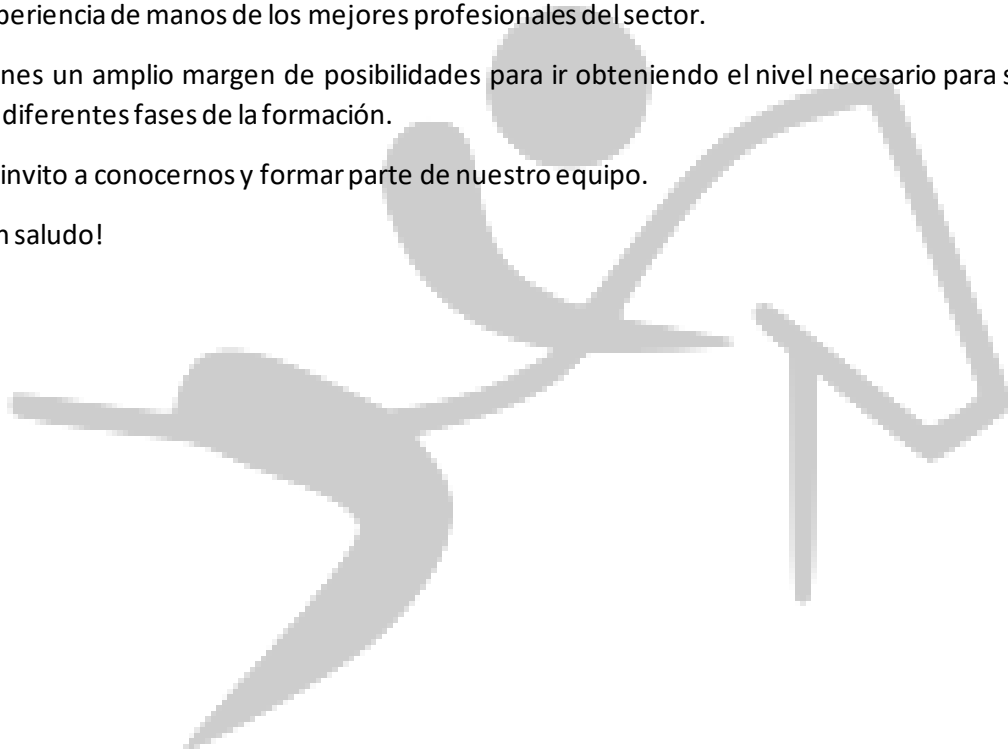 periencia de manos de los mejores profesionales del sector.
nes un amplio margen de posibilidades para ir obteniendo el nivel necesario para s
diferentes fases de la formación.
invito a conocernos y formar parte de nuestro equipo.
n saludo!